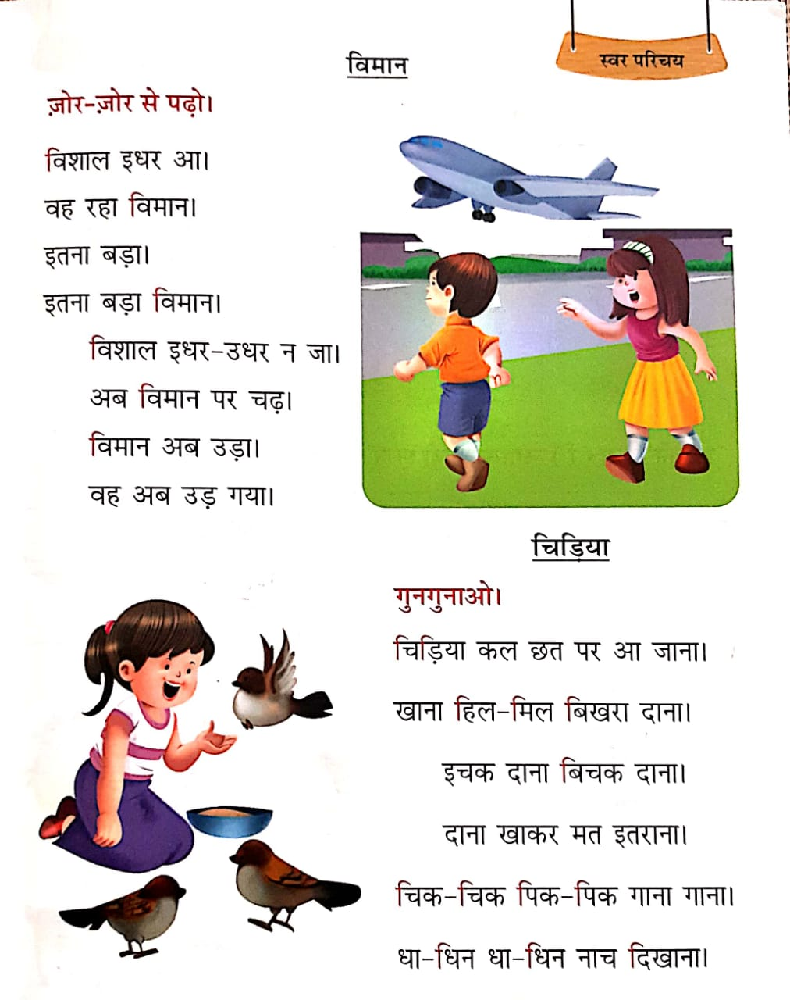 स्वर परिचय
विमान
ज़ोर-ज़ोर से पढ़ो।
विशाल इधर आ।
वह रहा विमान।
इतना बड़ा।
इतना बड़ा विमान।
विशाल इधर-उधर न जा।
अब विमान पर चढ़।
विमान अब उड़ा।
वह अब उड़ गया।
चिड़िया
गुनगुनाओ।
चिड़िया कल छत पर आ जाना।
खाना हिल-मिल बिखरा दाना।
इचक दाना बिचक दाना।
दाना खाकर मत इतराना।
चिक-चिक पिक-पिक गाना गाना।
धा-धिन धा-धिन नाच दिखाना।